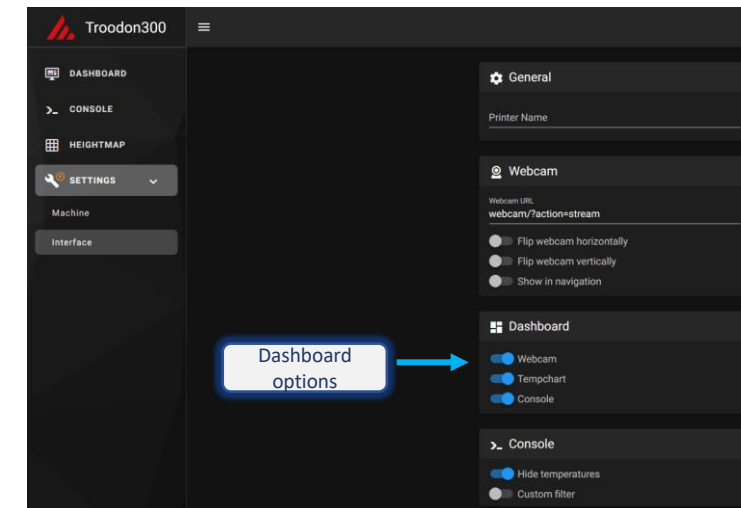 Troodon300
DASHBOARD
CONSOLE
HEIGHTMAP
SETTINGS
Machine
Interface
General
Printer Name
Webcam
Webcam URL
webcam/?action=stream
Flip webcam horizontally
Flip webcam vertically
Show in navigation
Dashboard
Webcam
Tempchart
Console
Dashboard
options
Console
Hide temperatures
Custom filter